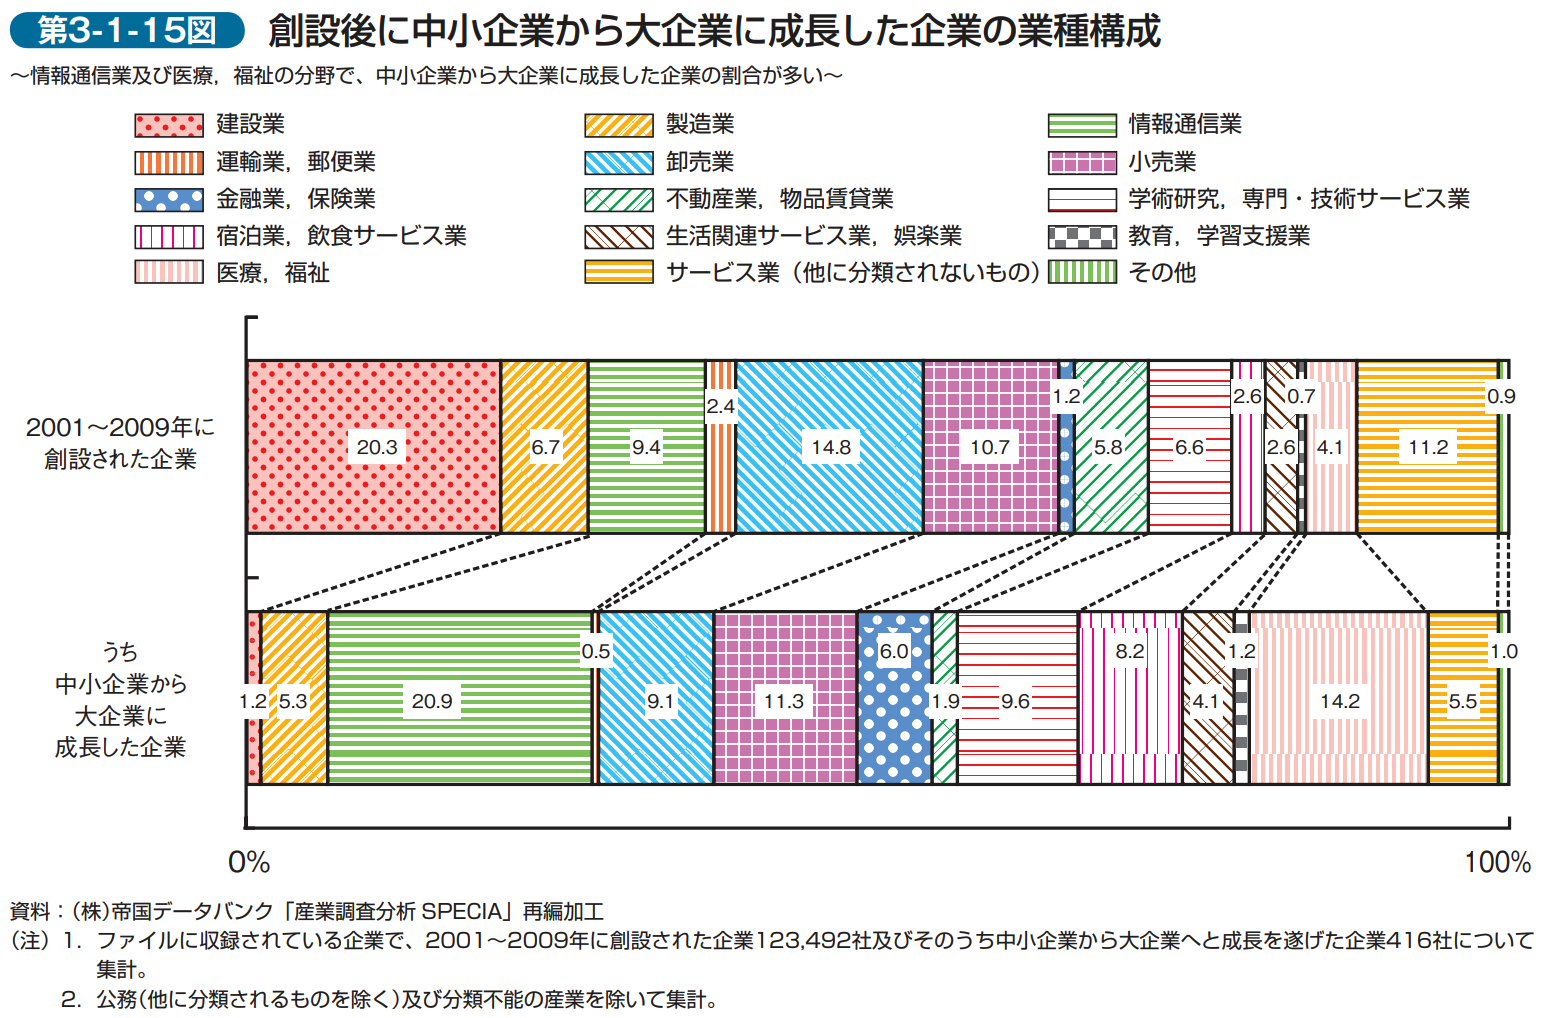 第3-1-15図 創設後に中小企業から大企業に成長した企業の業種構成
～情報通信業及び医療，福祉の分野で、中小企業から大企業に成長した企業の割合が多い～
建設業 製造業 情報通信業
運輸業，郵便業 卸売業 小売業
金融業，保険業 不動産業，物品賃貸業 学術研究，専門・技術サービス業
宿泊業，飲食サービス業 生活関連サービス業，娯楽業 教育，学習支援業
医療，福祉 サービス業（他に分類されないもの） その他
2001～2009年に
創設された企業
20.3 6.7 9.4 2.4 14.8 10.7 1.2 5.8 6.6 2.6 2.6 0.7 4.1 11.2 0.9
うち
中小企業から
大企業に
成長した企業
1.2 5.3 20.9 0.5 9.1 11.3 6.0 1.9 9.6 8.2 4.1 1.2 14.2 5.5 1.0
0% 100%
資料：（株）帝国データバンク「産業調査分析 SPECIA」再編加工
（注）1. ファイルに収録されている企業で、2001～2009年に創設された企業123,492社及びそのうち中小企業から大企業へと成長を遂げた企業416社について
集計。
2. 公務（他に分類されるものを除く）及び分類不能の産業を除いて集計。